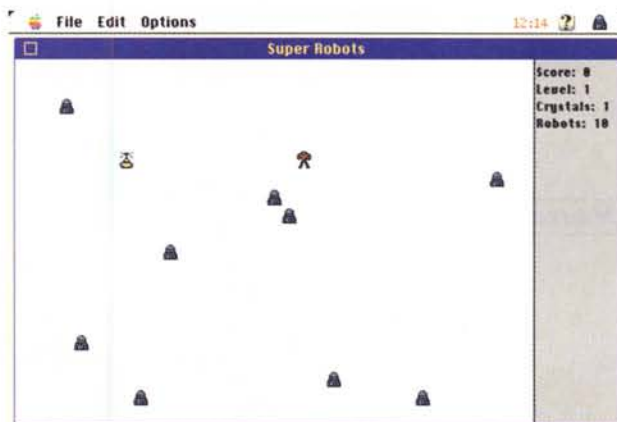 File Edit Options 12:14
Super Robots
Score: 0
Level: 1
Crystals: 1
Robots: 10